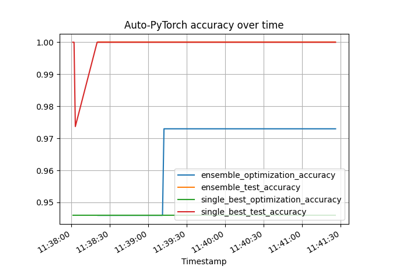 Auto-PyTorch accuracy over time
1.00
0.99
0.98
0.97
0.96
0.95
ensemble_optimization_accuracy
ensemble_test_accuracy
single_best_optimization_accuracy
single_best_test_accuracy
11:38:00
11:38:30
11:39:00
11:39:30
11:40:00
11:40:30
11:41:00
11:41:30
Timestamp